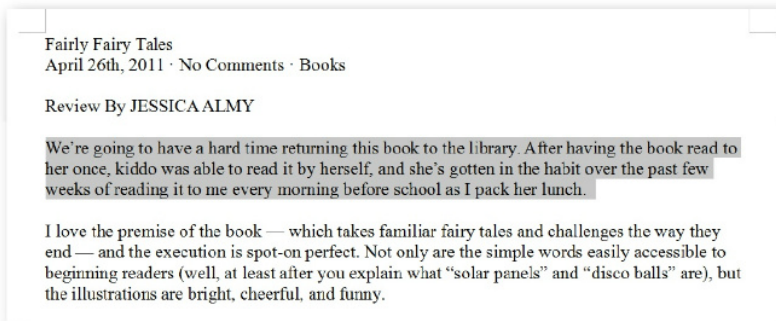 Fairly Fairy Tales
April 26th, 2011 · No Comments · Books
Review By JESSICA ALMY
We’re going to have a hard time returning this book to the library. After having the book read to
her once, kiddo was able to read it by herself, and she’s gotten in the habit over the past few
weeks of reading it to me every morning before school as I pack her lunch.
I love the premise of the book — which takes familiar fairy tales and challenges the way they
end — and the execution is spot-on perfect. Not only are the simple words easily accessible to
beginning readers (well, at least after you explain what “solar panels” and “disco balls” are), but
the illustrations are bright, cheerful, and funny.